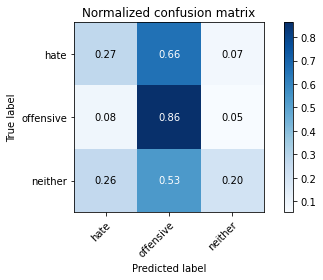 Normalized confusion matrix
True label
hate 0.27 0.66 0.07
offensive 0.08 0.86 0.05
neither 0.26 0.53 0.20
hate offensive neither
Predicted label
0.8
0.7
0.6
0.5
0.4
0.3
0.2
0.1